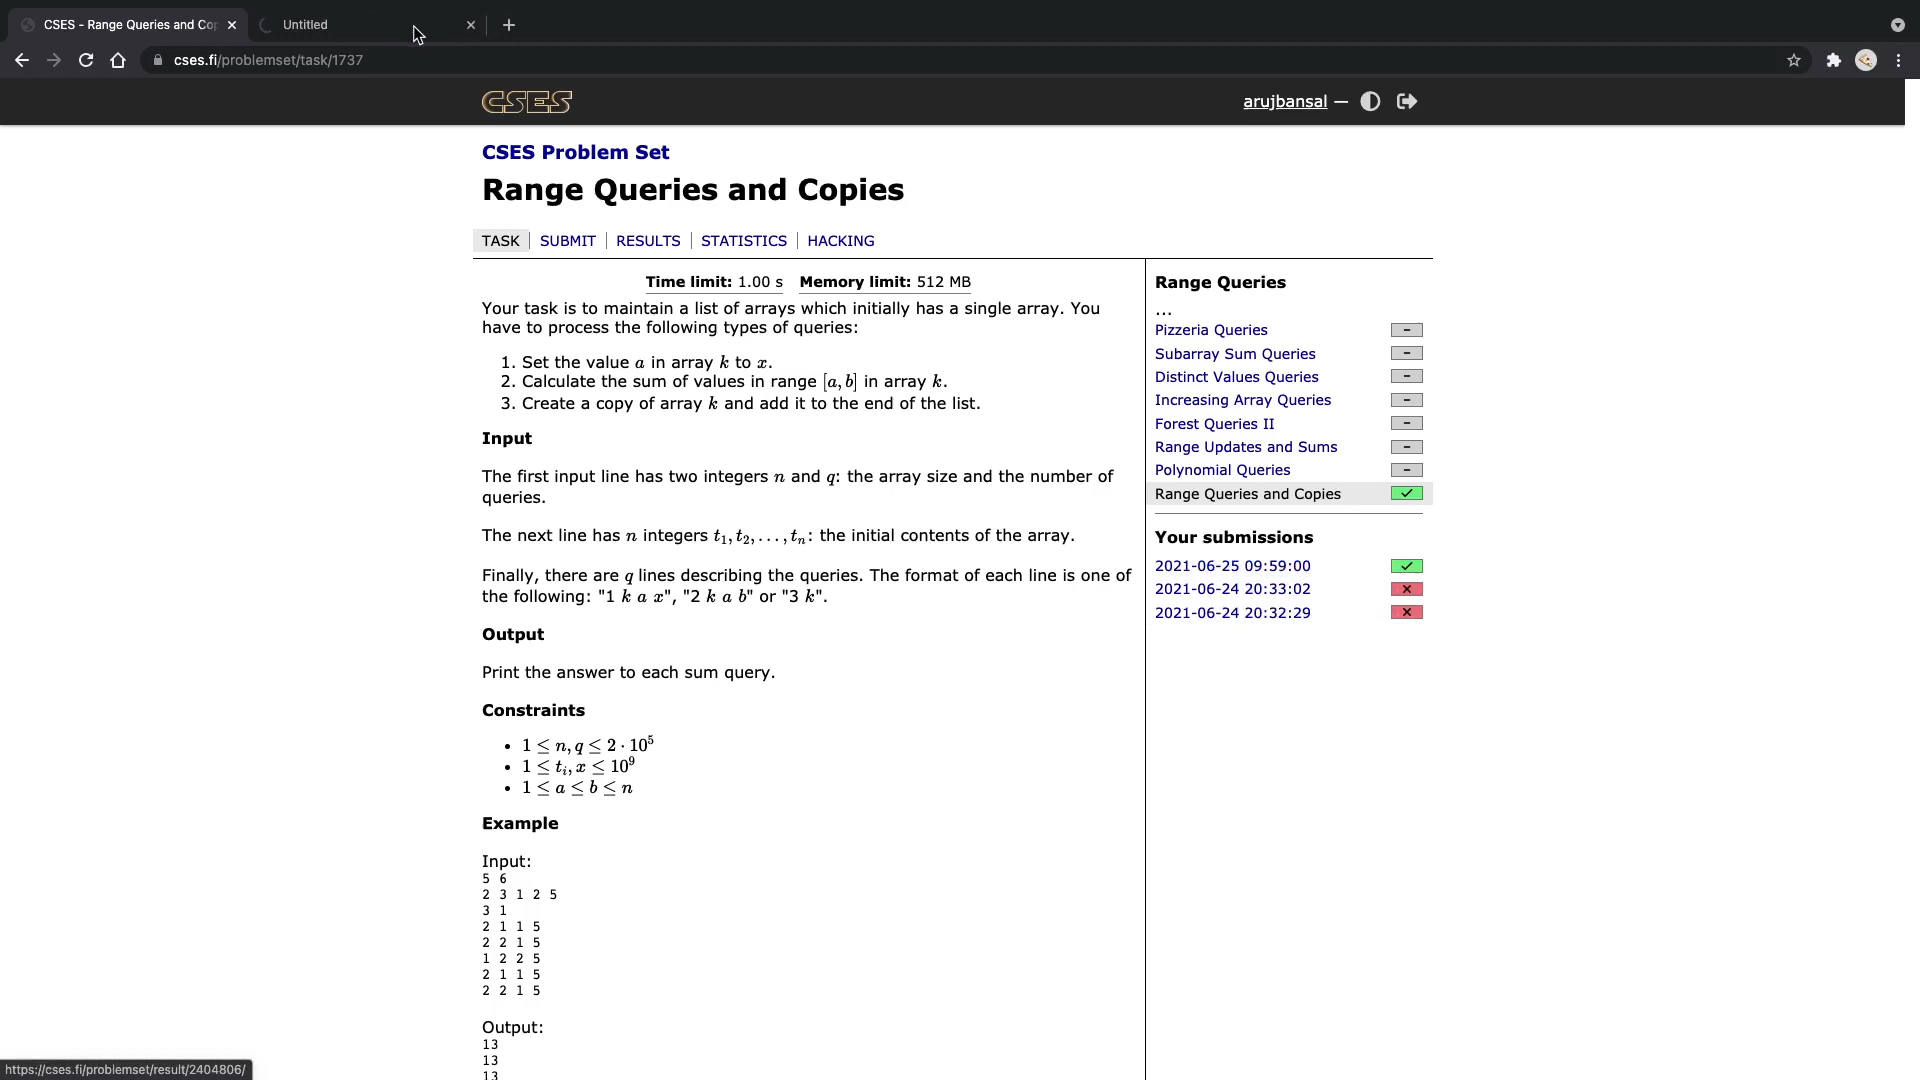 CSES - Range Queries and Cop
Untitled
cses.fi/problemset/task/1737
CSES
arujbansal —
CSES Problem Set
Range Queries and Copies
TASK SUBMIT RESULTS STATISTICS HACKING
Time limit: 1.00 s Memory limit: 512 MB
Your task is to maintain a list of arrays which initially has a single array. You
have to process the following types of queries:
1. Set the value a in array k to x.
2. Calculate the sum of values in range [a, b] in array k.
3. Create a copy of array k and add it to the end of the list.
Input
The first input line has two integers n and q: the array size and the number of
queries.
The next line has n integers t₁, t₂, . . . , tₙ: the initial contents of the array.
Finally, there are q lines describing the queries. The format of each line is one of
the following: "1 k a x", "2 k a b" or "3 k".
Output
Print the answer to each sum query.
Constraints
• 1 ≤ n, q ≤ 2 · 10⁵
• 1 ≤ tᵢ, x ≤ 10⁹
• 1 ≤ a ≤ b ≤ n
Example
Input:
5 6
2 3 1 2 5
3 1
2 1 1 5
2 2 1 5
1 2 2 5
2 1 1 5
2 2 1 5
Output:
13
13
13
Range Queries
...
Pizzeria Queries –
Subarray Sum Queries –
Distinct Values Queries –
Increasing Array Queries –
Forest Queries II –
Range Updates and Sums –
Polynomial Queries –
Range Queries and Copies ✓
Your submissions
2021-06-25 09:59:00 ✓
2021-06-24 20:33:02 ×
2021-06-24 20:32:29 ×
https://cses.fi/problemset/result/2404806/